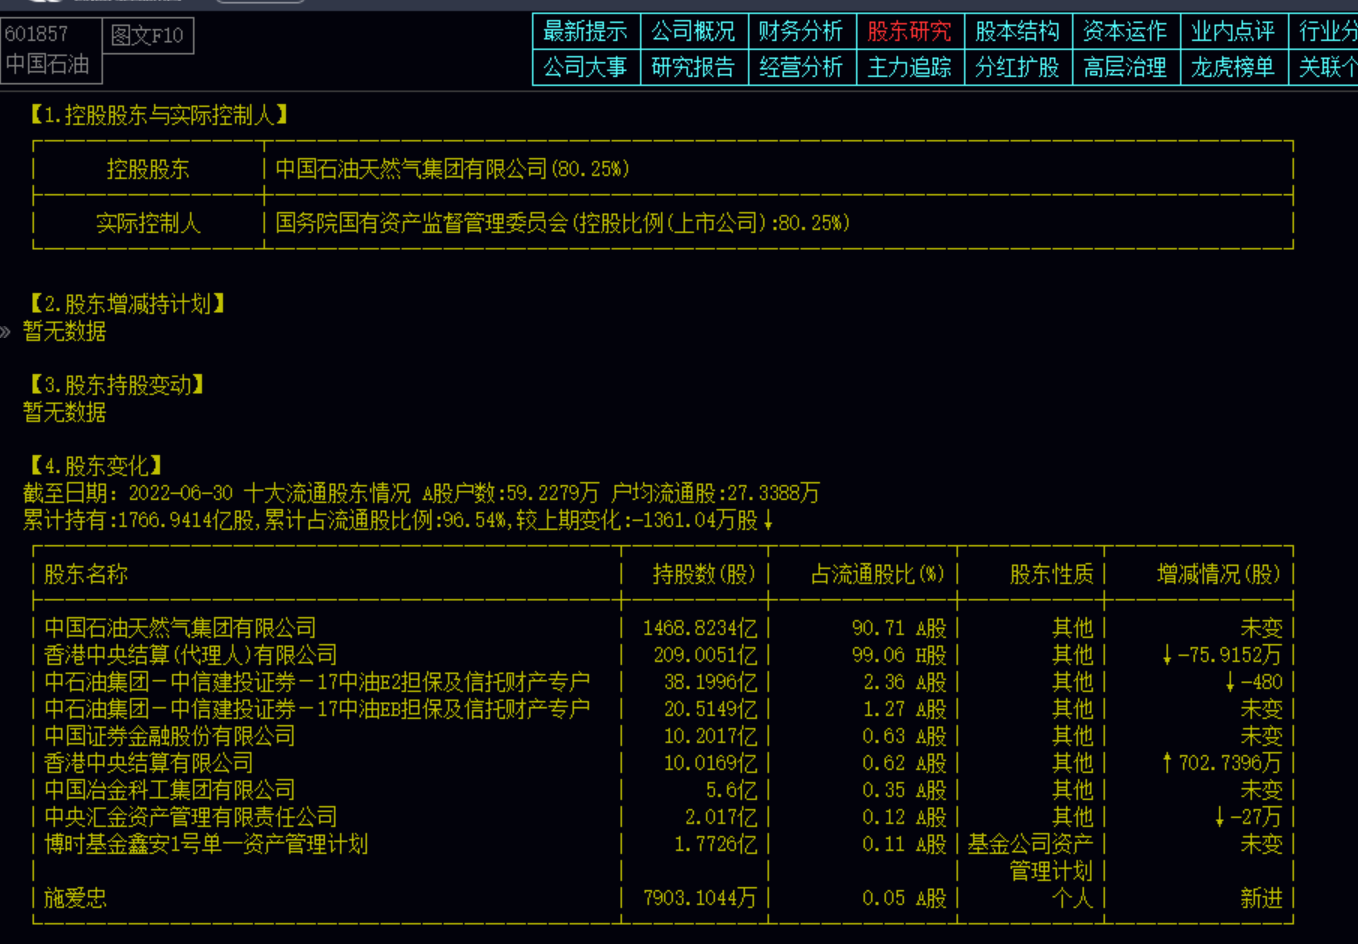 601857
中国石油
图文F10
最新提示 公司概况 财务分析 股东研究 股本结构 资本运作 业内点评 行业分
公司大事 研究报告 经营分析 主力追踪 分红扩股 高层治理 龙虎榜单 关联个
【1.控股股东与实际控制人】
控股股东 中国石油天然气集团有限公司(80.25%)
实际控制人 国务院国有资产监督管理委员会(控股比例(上市公司):80.25%)
【2.股东增减持计划】
暂无数据
【3.股东持股变动】
暂无数据
【4.股东变化】
截至日期: 2022-06-30 十大流通股东情况 A股户数:59.2279万 户均流通股:27.3388万
累计持有:1766.9414亿股,累计占流通股比例:96.54%,较上期变化:-1361.04万股↓
股东名称 持股数(股) 占流通股比(%) 股东性质 增减情况(股)
中国石油天然气集团有限公司 1468.8234亿 90.71 A股 其他 未变
香港中央结算(代理人)有限公司 209.0051亿 99.06 H股 其他 ↓-75.9152万
中石油集团-中信建投证券-17中油E2担保及信托财产专户 38.1996亿 2.36 A股 其他 ↓-480
中石油集团-中信建投证券-17中油EB担保及信托财产专户 20.5149亿 1.27 A股 其他 未变
中国证券金融股份有限公司 10.2017亿 0.63 A股 其他 未变
香港中央结算有限公司 10.0169亿 0.62 A股 其他 ↑702.7396万
中国冶金科工集团有限公司 5.6亿 0.35 A股 其他 未变
中央汇金资产管理有限责任公司 2.017亿 0.12 A股 其他 ↓-27万
博时基金鑫安1号单一资产管理计划 1.7726亿 0.11 A股 基金公司资产 未变
管理计划
施爱忠 7903.1044万 0.05 A股 个人 新进